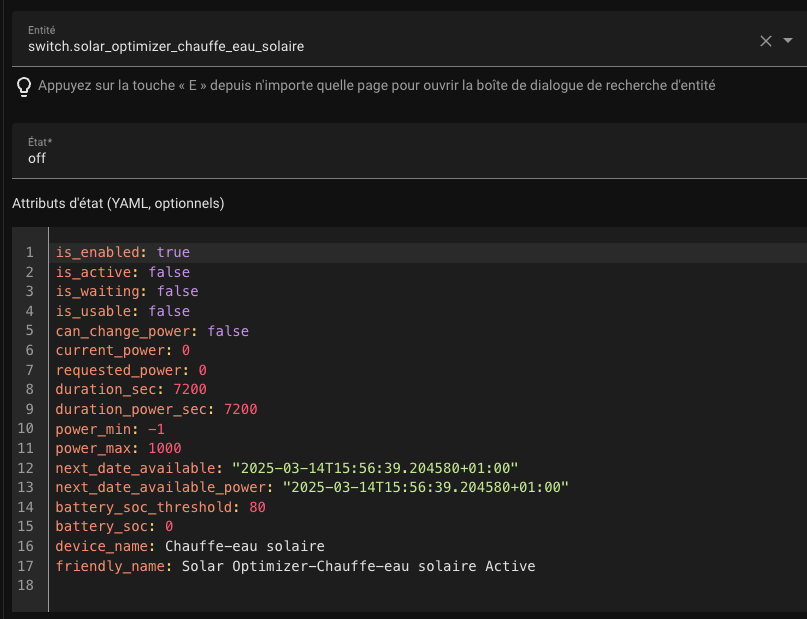 Entité
switch.solar_optimizer_chauffe_eau_solaire
Appuyez sur la touche « E » depuis n'importe quelle page pour ouvrir la boîte de dialogue de recherche d'entité
État*
off
Attributs d'état (YAML, optionnels)
1 is_enabled: true
2 is_active: false
3 is_waiting: false
4 is_usable: false
5 can_change_power: false
6 current_power: 0
7 requested_power: 0
8 duration_sec: 7200
9 duration_power_sec: 7200
10 power_min: -1
11 power_max: 1000
12 next_date_available: "2025-03-14T15:56:39.204580+01:00"
13 next_date_available_power: "2025-03-14T15:56:39.204580+01:00"
14 battery_soc_threshold: 80
15 battery_soc: 0
16 device_name: Chauffe-eau solaire
17 friendly_name: Solar Optimizer-Chauffe-eau solaire Active
18